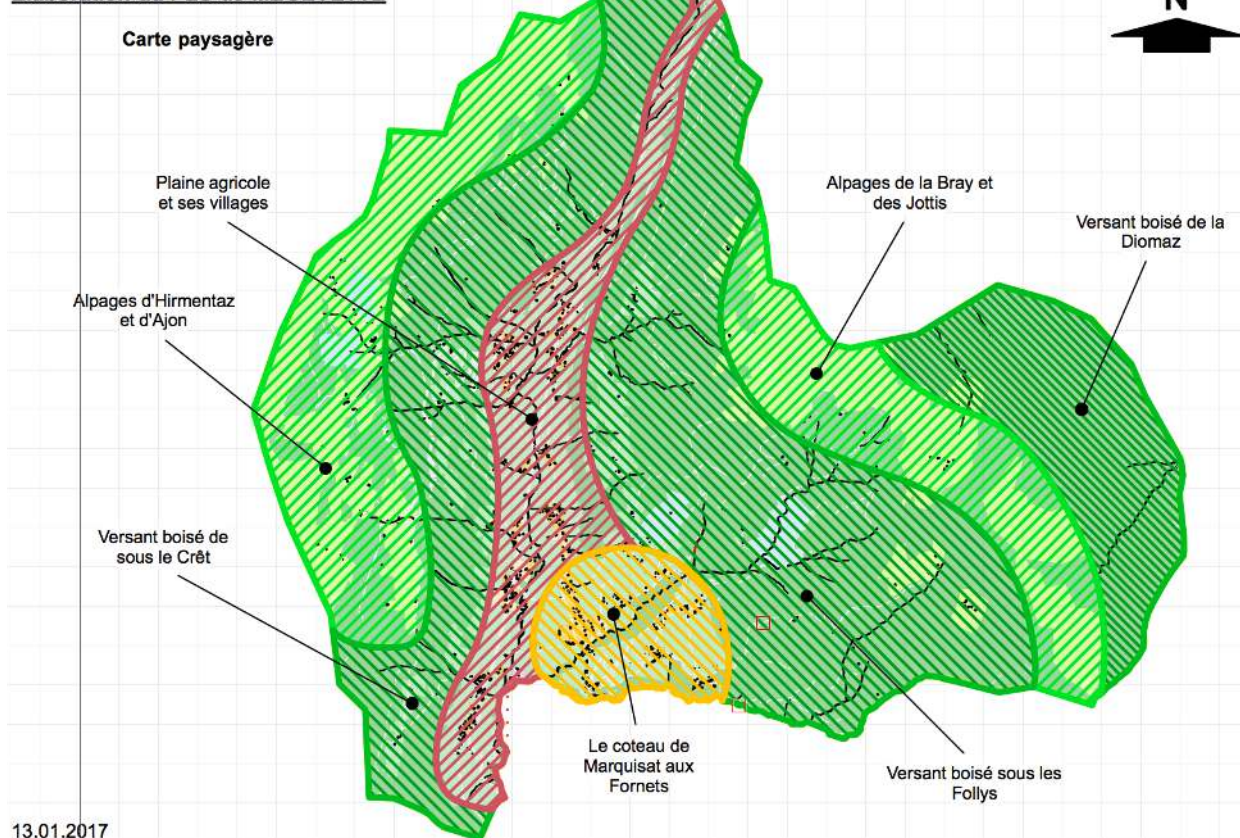 N
Carte paysagère
Plaine agricole
et ses villages
Alpages de la Bray et
des Jottis
Versant boisé de la
Diomaz
Alpages d'Hirmentaz
et d'Ajon
Versant boisé de
sous le Crêt
Le coteau de
Marquisat aux
Fornets
Versant boisé sous les
Follys
13.01.2017